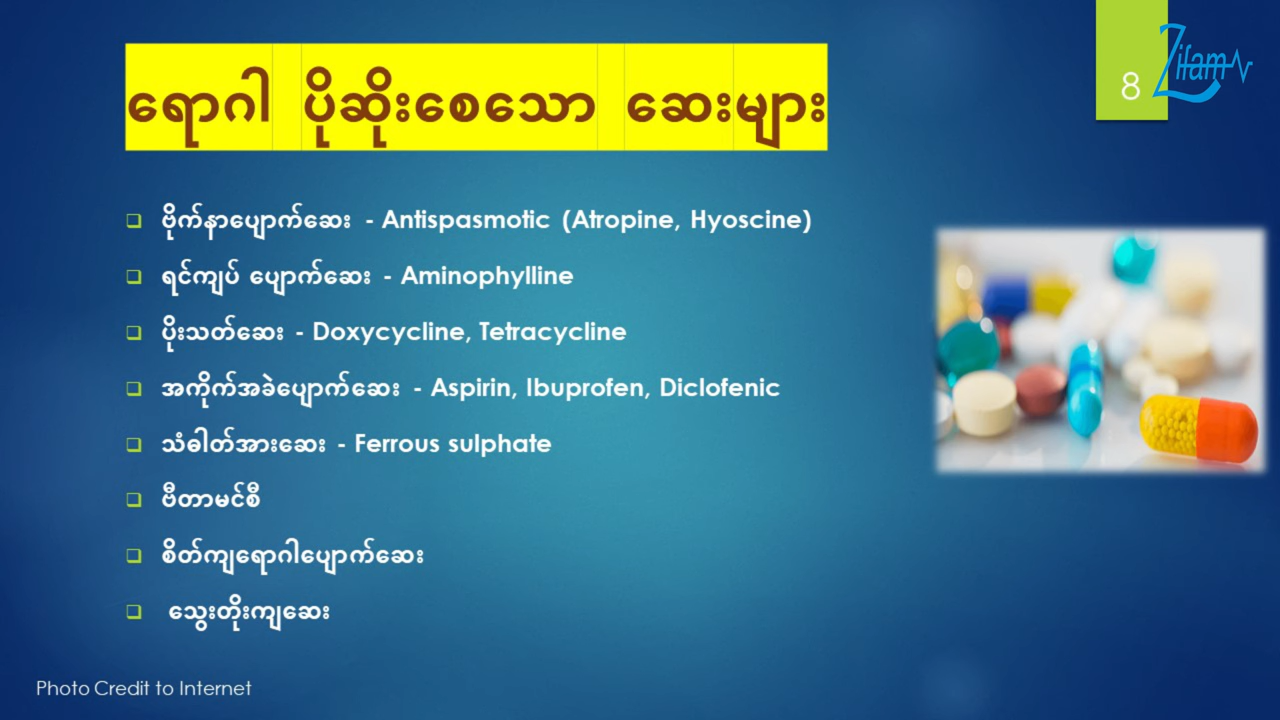 8
Zifam
ရောဂါ ပိုဆိုးစေသော ဆေးများ
ဗိုက်နာပျောက်ဆေး - Antispasmotic (Atropine, Hyoscine)
ရင်ကျပ် ပျောက်ဆေး - Aminophylline
ပိုးသတ်ဆေး - Doxycycline, Tetracycline
အကိုက်အခဲပျောက်ဆေး - Aspirin, Ibuprofen, Diclofenic
သံဓါတ်အားဆေး - Ferrous sulphate
ဗီတာမင်စီ
စိတ်ကျရောဂါပျောက်ဆေး
သွေးတိုးကျဆေး
Photo Credit to Internet